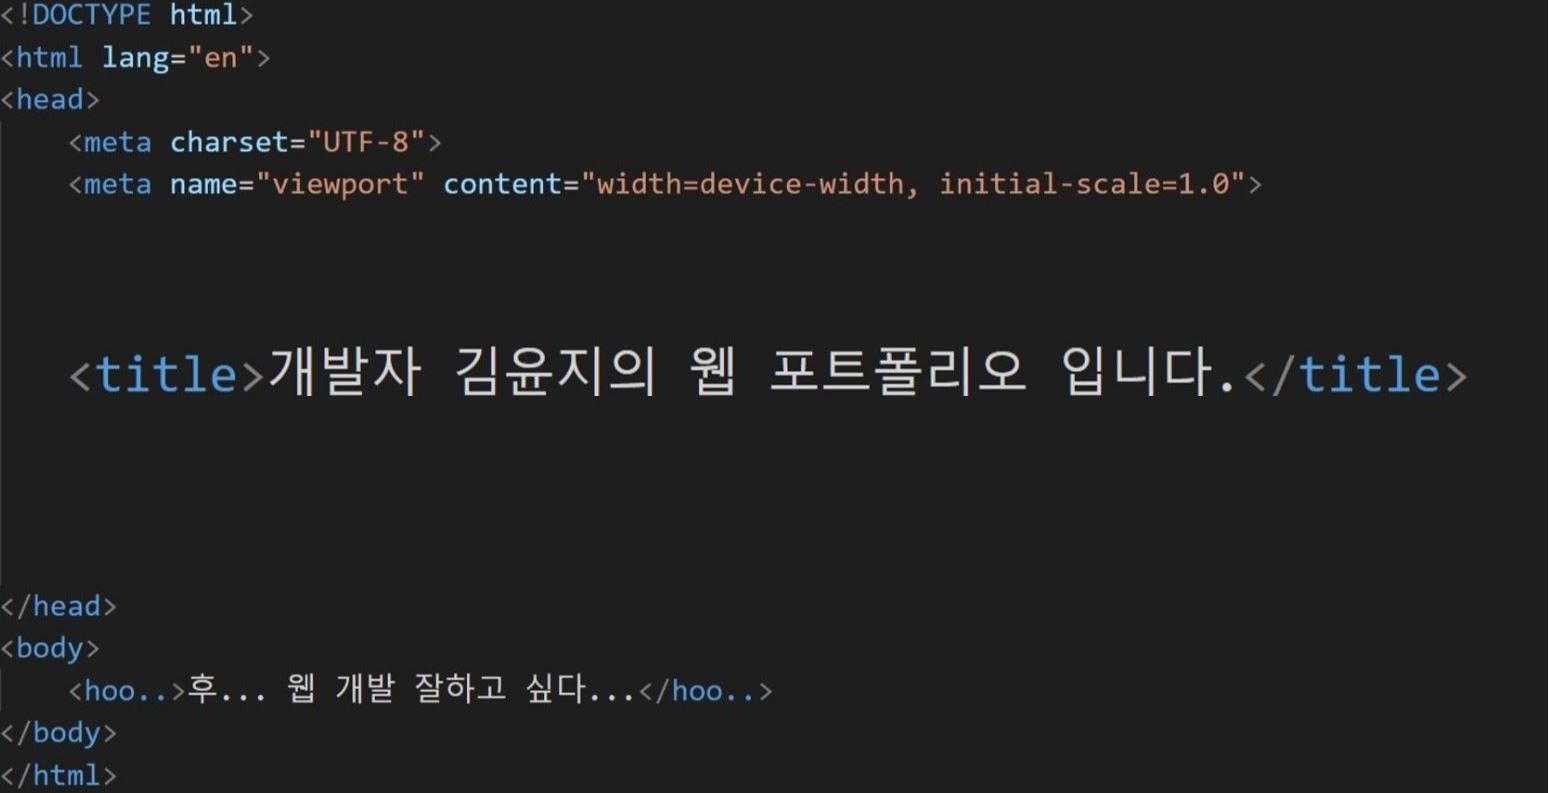 <!DOCTYPE html>
<html lang="en">
<head>
<meta charset="UTF-8">
<meta name="viewport" content="width=device-width, initial-scale=1.0">
<title>개발자 김윤지의 웹 포트폴리오 입니다.</title>
</head>
<body>
<hoo..>후... 웹 개발 잘하고 싶다...</hoo..>
</body>
</html>